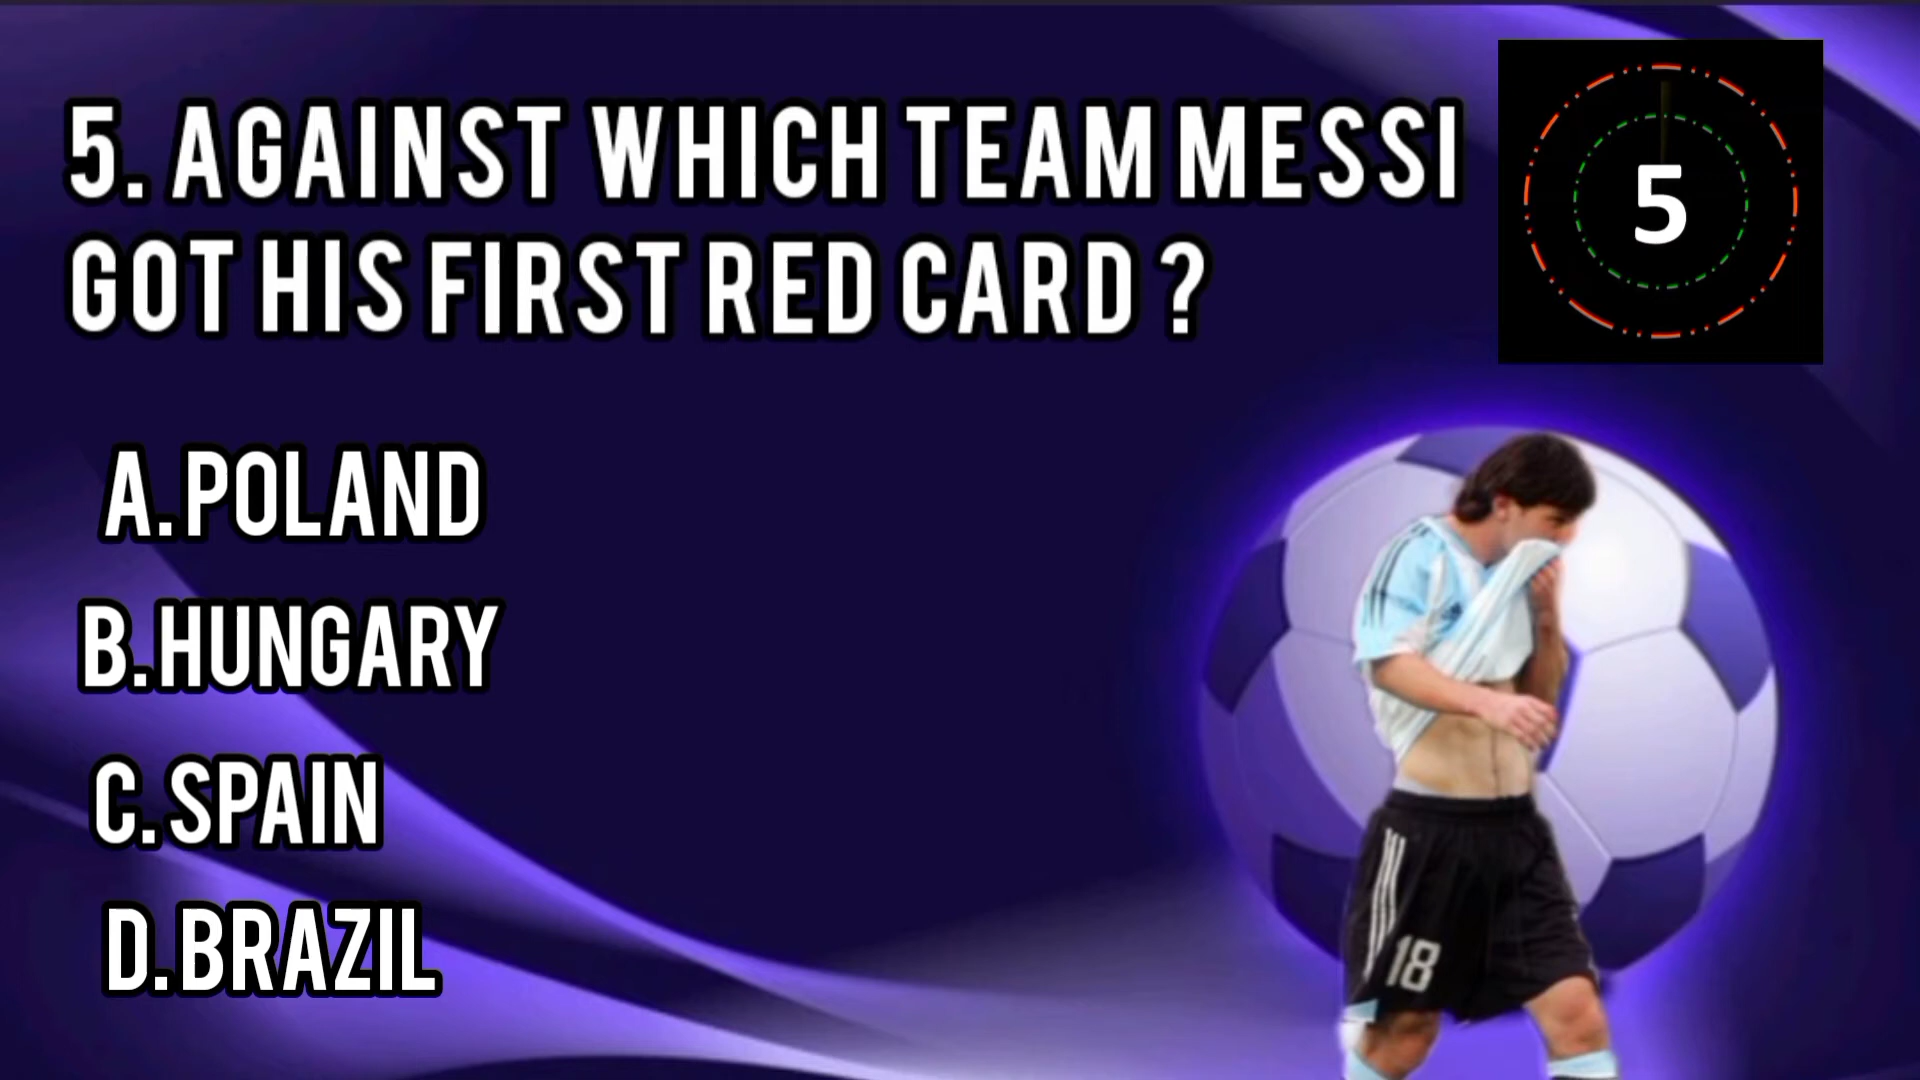 5. AGAINST WHICH TEAM MESSI
GOT HIS FIRST RED CARD ?
5
A. POLAND
B. HUNGARY
C. SPAIN
D. BRAZIL
18